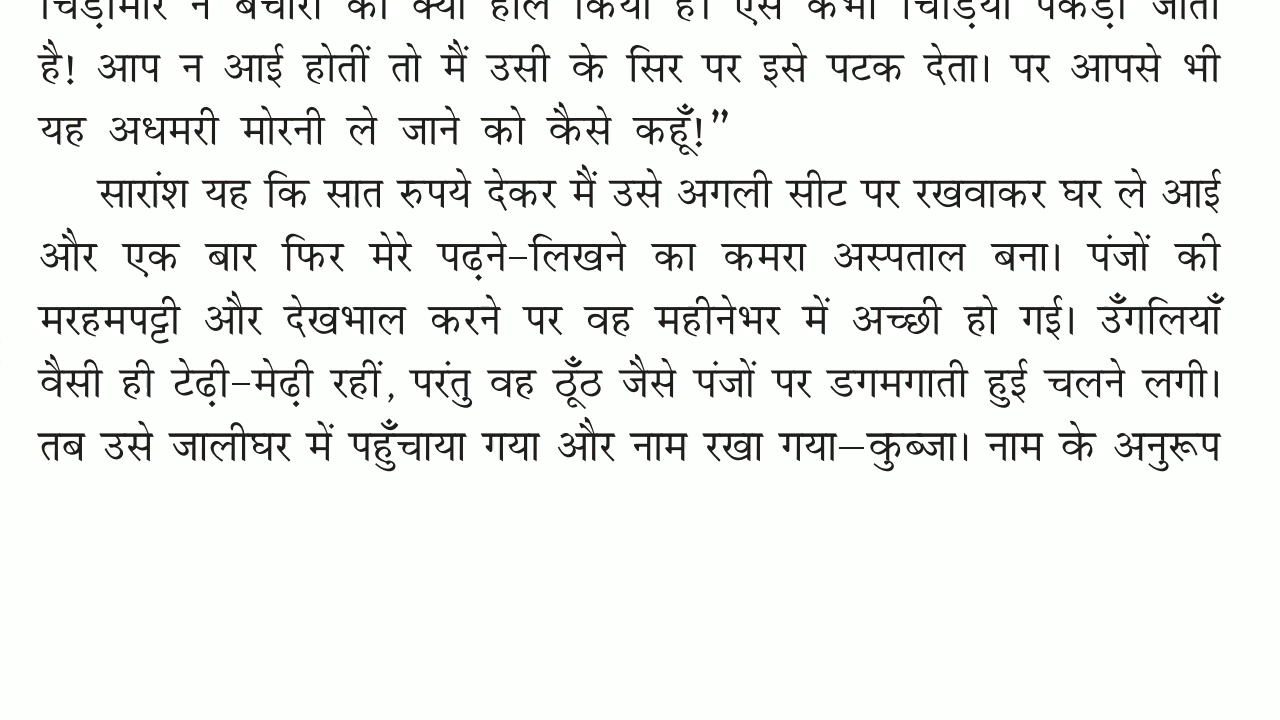 चिड़ीमार ने बेचारी का क्या हाल किया है। ऐसे कभी चिड़िया पकड़ी जाती
है! आप न आई होतीं तो मैं उसी के सिर पर इसे पटक देता। पर आपसे भी
यह अधमरी मोरनी ले जाने को कैसे कहूँ!”
सारांश यह कि सात रुपये देकर मैं उसे अगली सीट पर रखवाकर घर ले आई
और एक बार फिर मेरे पढ़ने-लिखने का कमरा अस्पताल बना। पंजों की
मरहमपट्टी और देखभाल करने पर वह महीनेभर में अच्छी हो गई। उँगलियाँ
वैसी ही टेढ़ी-मेढ़ी रहीं, परंतु वह ठूँठ जैसे पंजों पर डगमगाती हुई चलने लगी।
तब उसे जालीघर में पहुँचाया गया और नाम रखा गया—कुब्जा। नाम के अनुरूप